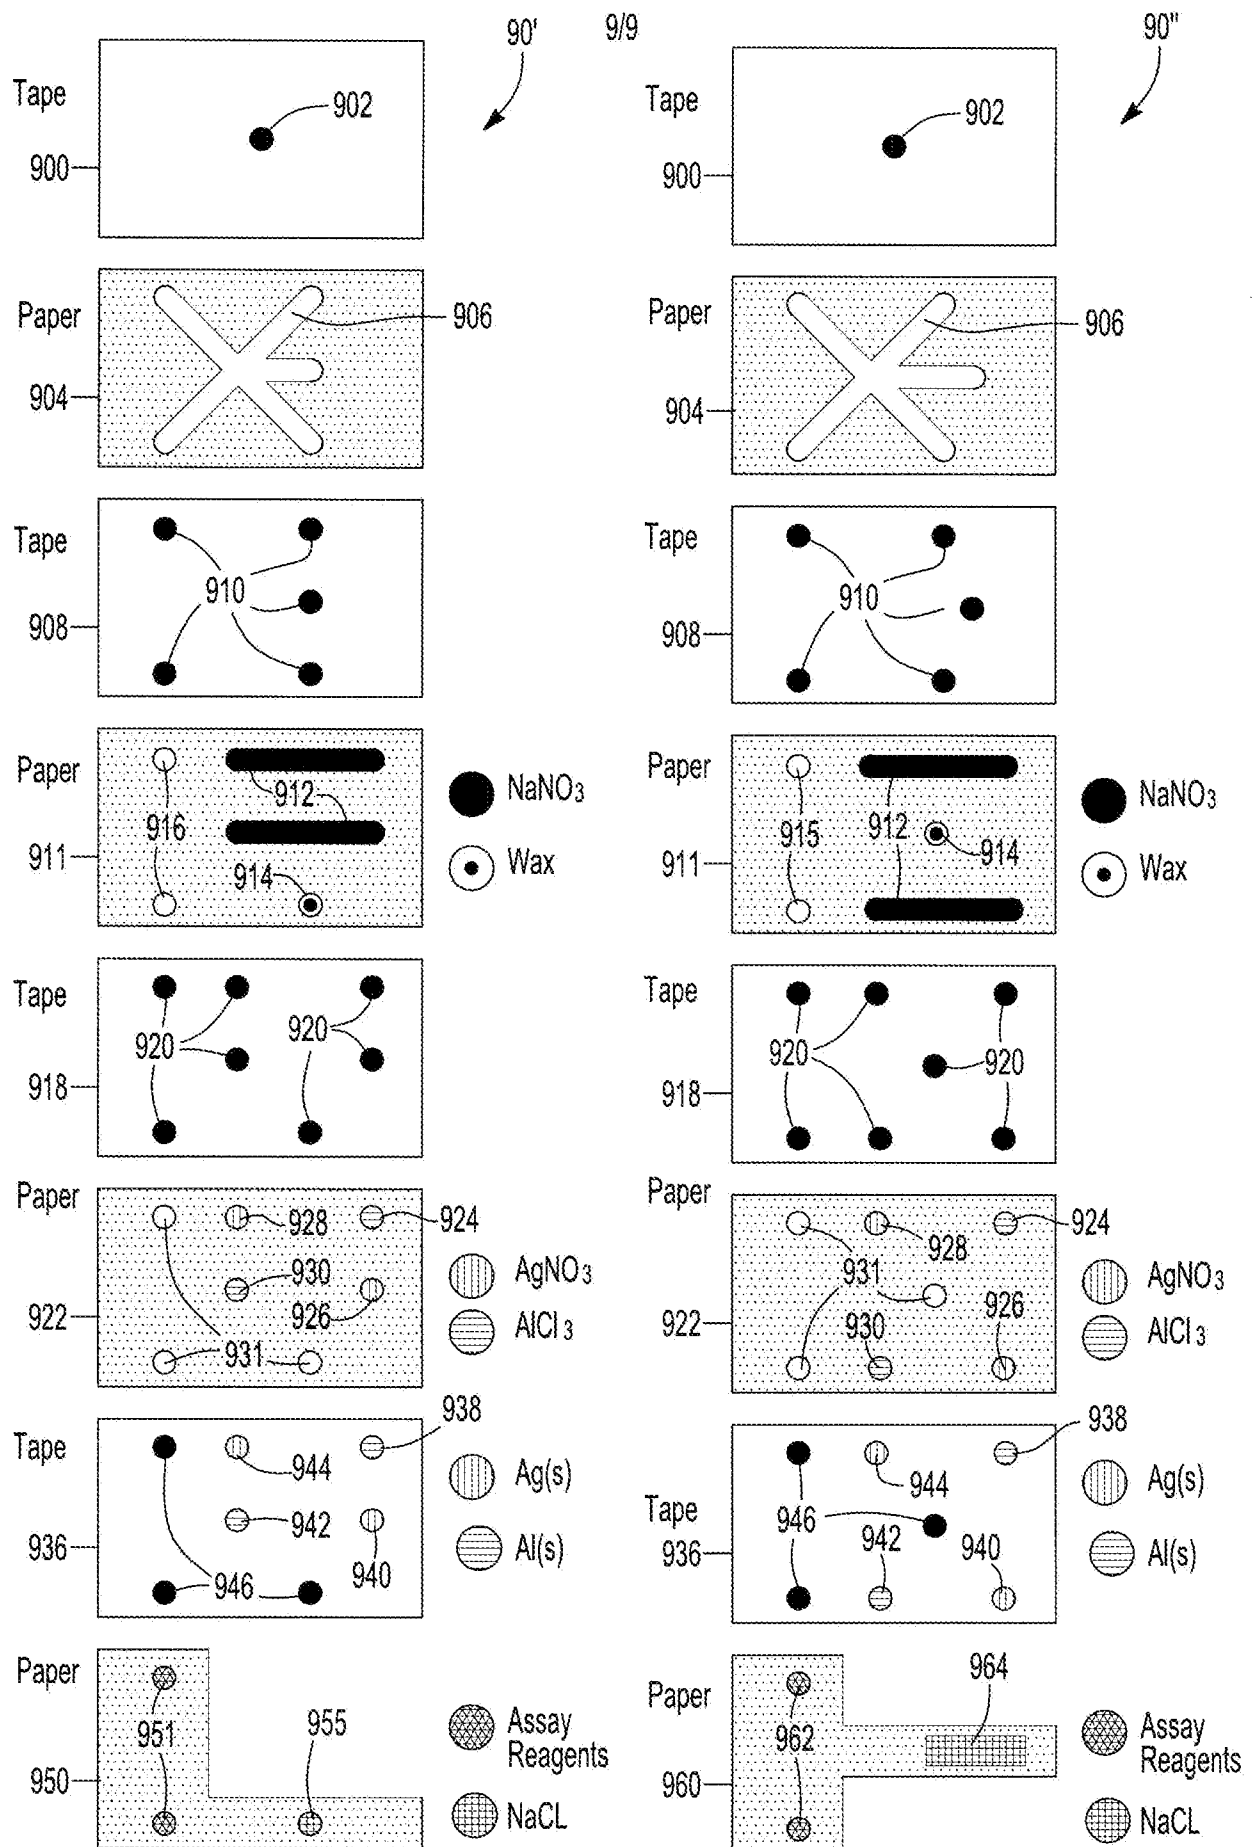 90' 9/9 90"
Tape 902 Tape 902
900 900
Paper 906 Paper 906
904 904
Tape Tape
910 910
908 908
Paper NaNO3 Paper NaNO3
912 912
916 915
914 914
911 Wax 911 Wax
Tape Tape
920 920 920 920
918 918
Paper Paper
928 924 928 924
930 AgNO3 931 AgNO3
926 926
922 AlCl3 922 930 AlCl3
931
938 938
Tape Ag(s) Ag(s)
944 944
942 Tape 946 942
936 940 Al(s) 936 940 Al(s)
946
Paper 964
955 Paper
951 Assay 962 Assay
Reagents Reagents
950 960
NaCL NaCL